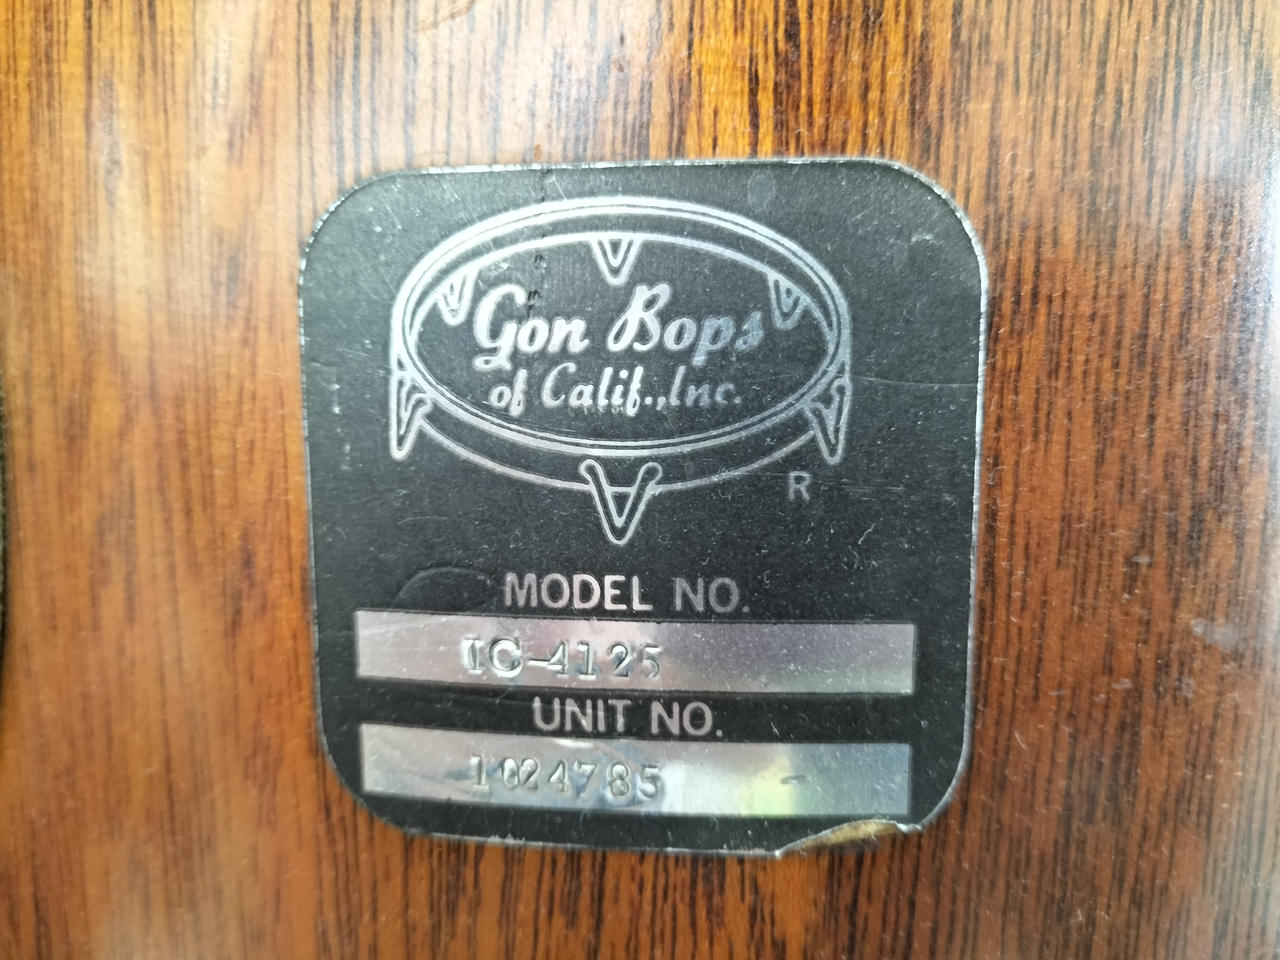 Gon Bops
of Calif., Inc.
R
MODEL NO.
IC-4125
UNIT NO.
1024785